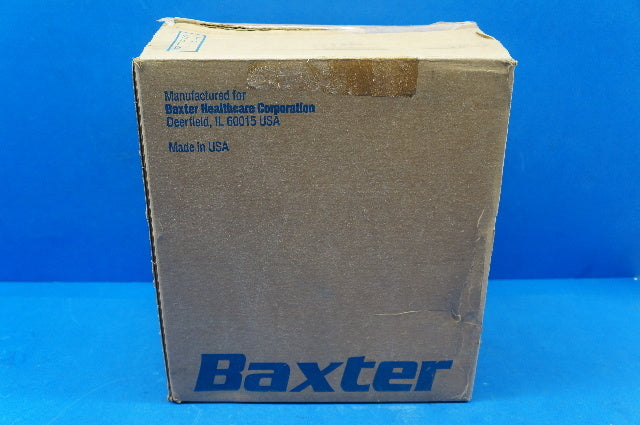 Manufactured for
Baxter Healthcare Corporation
Deerfield, IL 60015 USA
Made in USA
Baxter